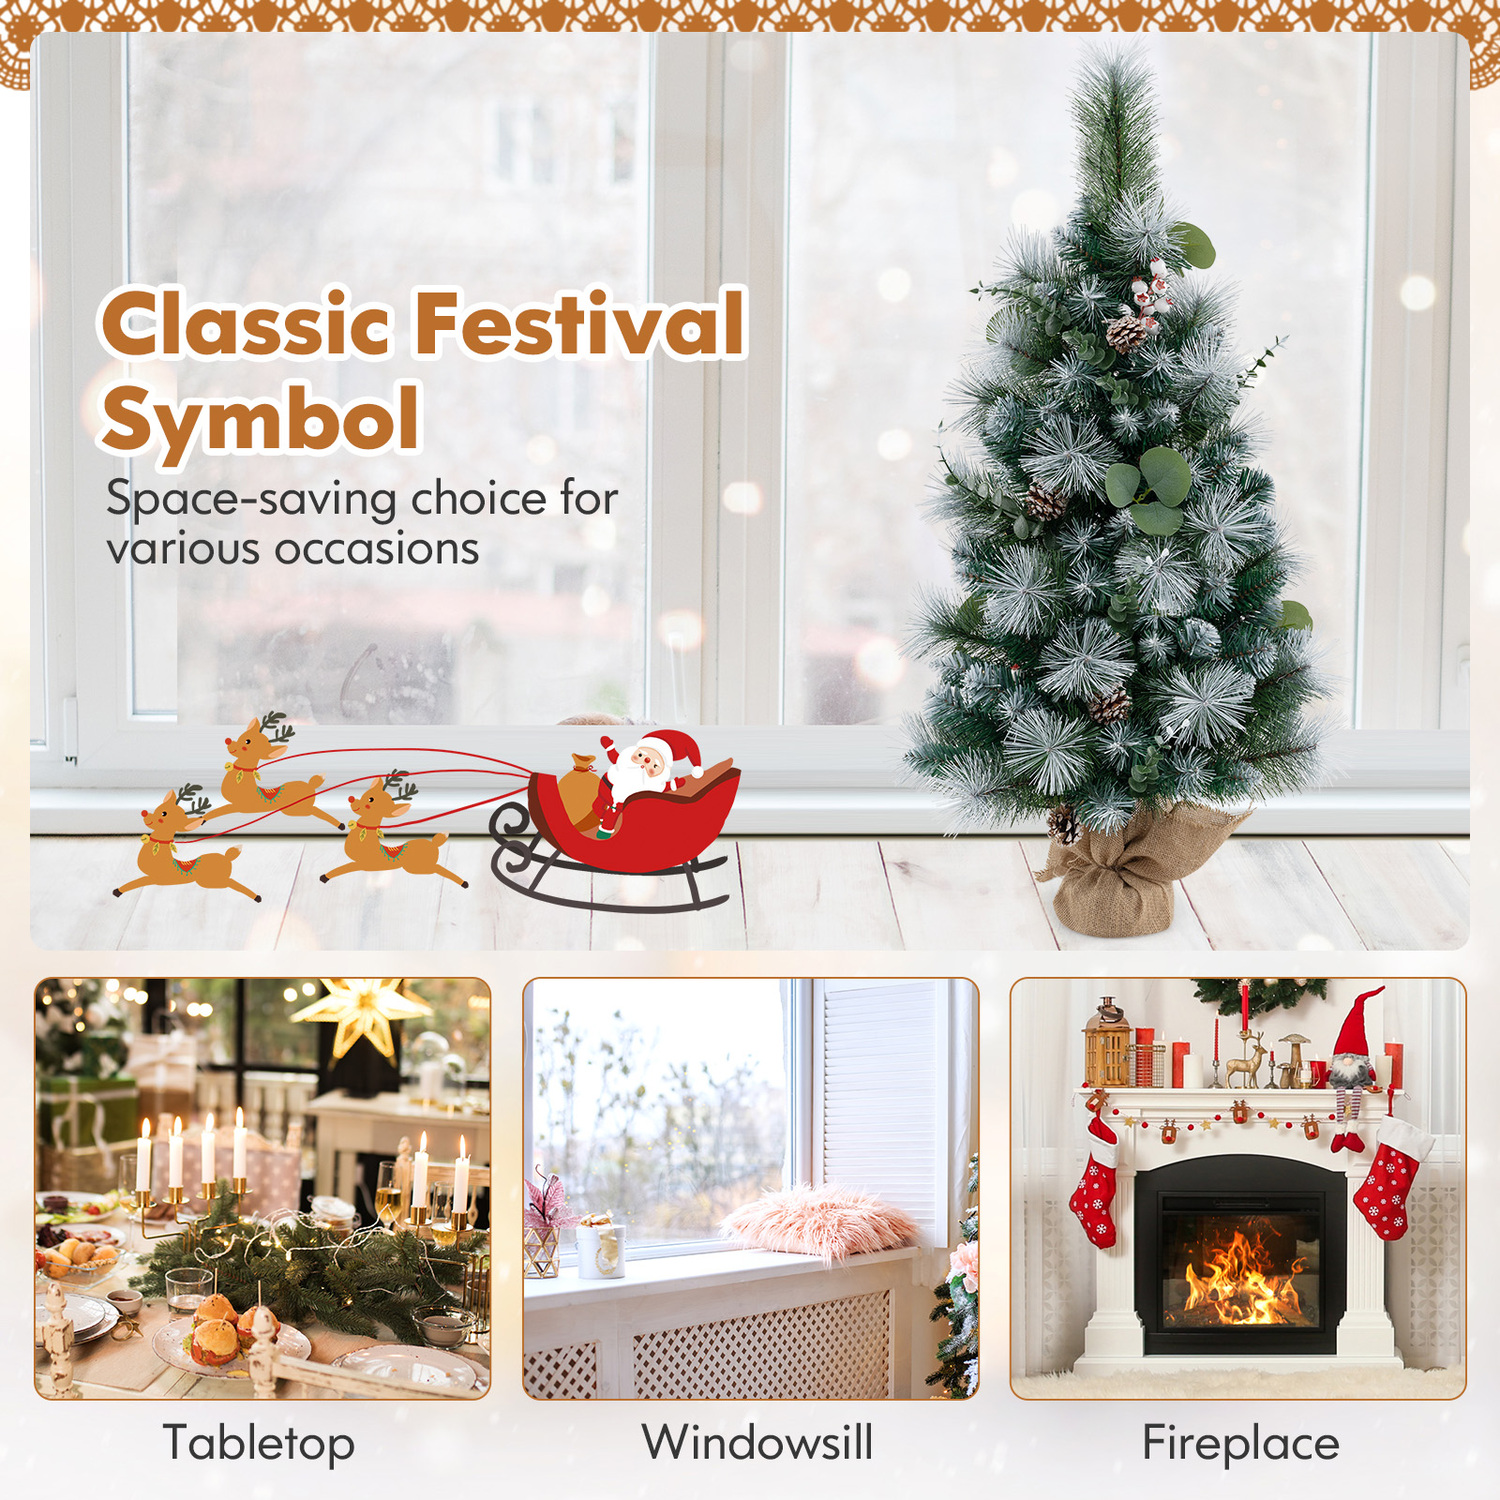 Classic Festival
Symbol
Space-saving choice for
various occasions
Tabletop
Windowsill
Fireplace